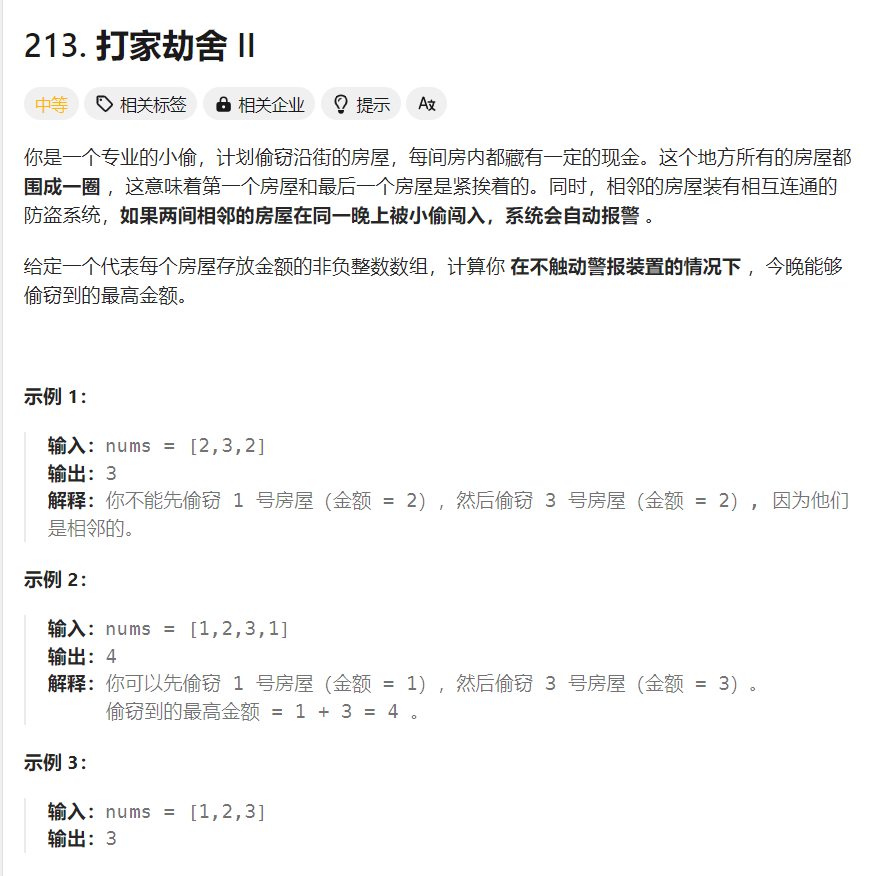 213. 打家劫舍 II
中等 相关标签 相关企业 提示 Aあ
你是一个专业的小偷，计划偷窃沿街的房屋，每间房内都藏有一定的现金。这个地方所有的房屋都
围成一圈 ，这意味着第一个房屋和最后一个房屋是紧挨着的。同时，相邻的房屋装有相互连通的
防盗系统，如果两间相邻的房屋在同一晚上被小偷闯入，系统会自动报警 。
给定一个代表每个房屋存放金额的非负整数数组，计算你 在不触动警报装置的情况下 ，今晚能够
偷窃到的最高金额。
示例 1：
输入：nums = [2,3,2]
输出：3
解释：你不能先偷窃 1 号房屋（金额 = 2），然后偷窃 3 号房屋（金额 = 2）, 因为他们
是相邻的。
示例 2：
输入：nums = [1,2,3,1]
输出：4
解释：你可以先偷窃 1 号房屋（金额 = 1），然后偷窃 3 号房屋（金额 = 3）。
偷窃到的最高金额 = 1 + 3 = 4 。
示例 3：
输入：nums = [1,2,3]
输出：3